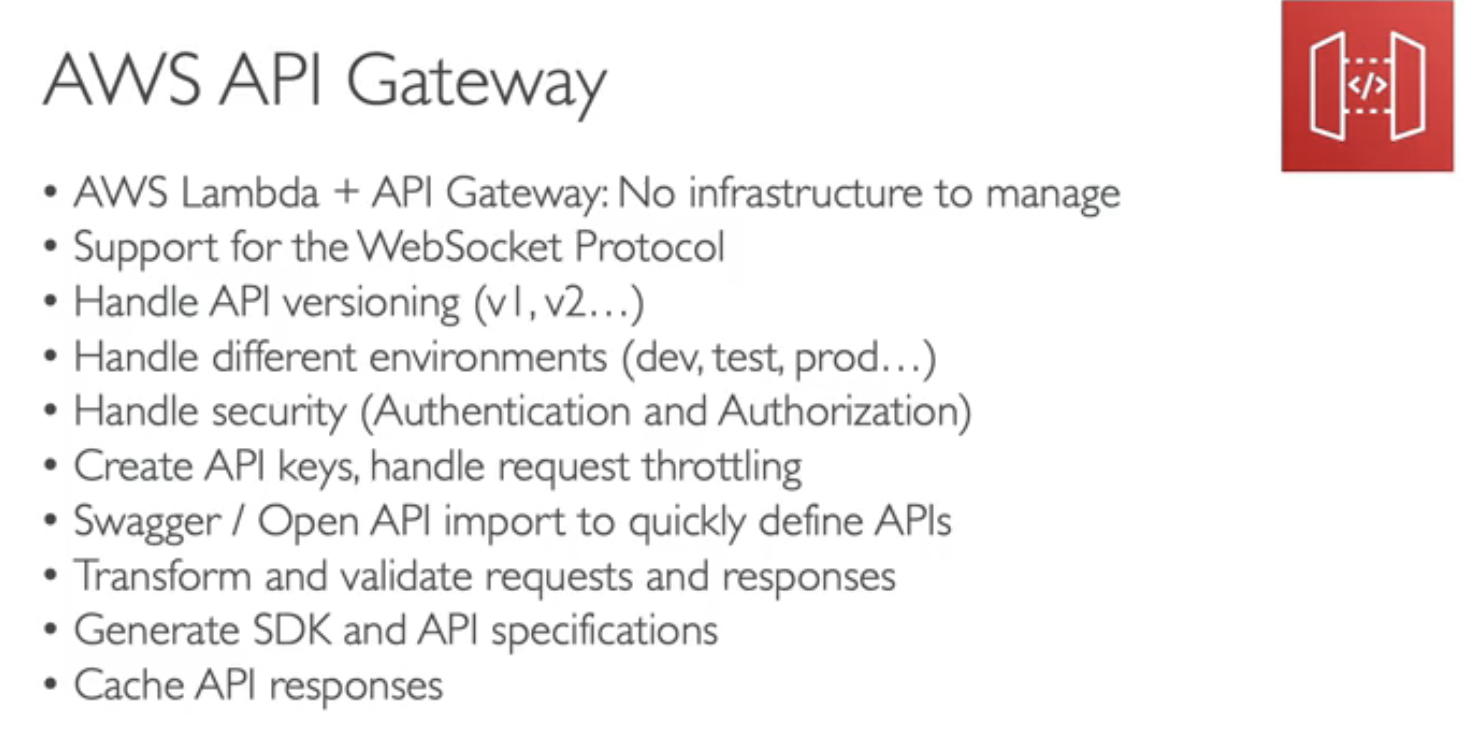 AWS API Gateway
</>
• AWS Lambda + API Gateway: No infrastructure to manage
• Support for the WebSocket Protocol
• Handle API versioning (v1, v2…)
• Handle different environments (dev, test, prod…)
• Handle security (Authentication and Authorization)
• Create API keys, handle request throttling
• Swagger / Open API import to quickly define APIs
• Transform and validate requests and responses
• Generate SDK and API specifications
• Cache API responses